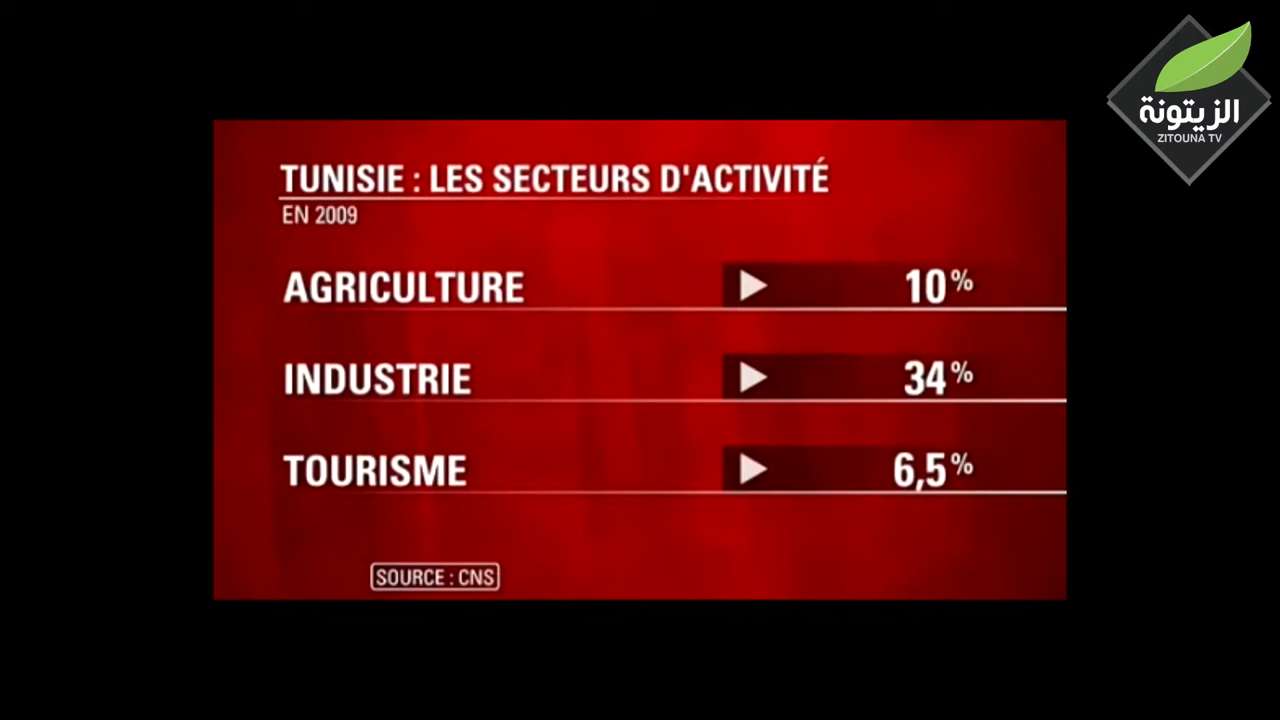 الزيتونة
ZITOUNA TV
TUNISIE : LES SECTEURS D'ACTIVITÉ
EN 2009
AGRICULTURE 10%
INDUSTRIE 34%
TOURISME 6,5%
SOURCE : CNS